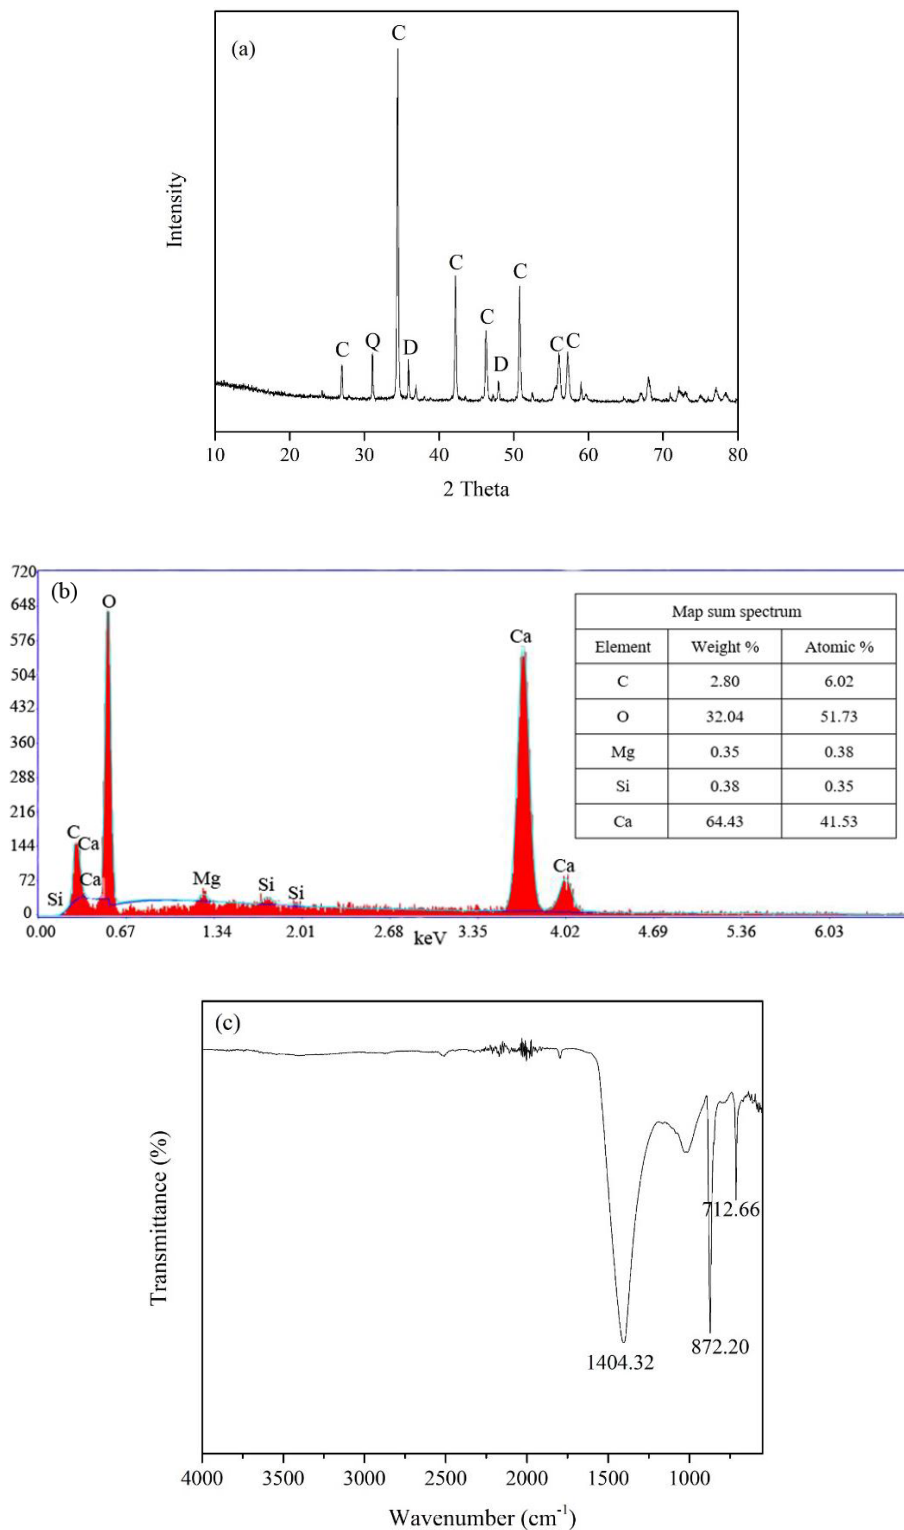 (a)
C
C
Q
D
C
C
D
C
C
C
Intensity
10 20 30 40 50 60 70 80
2 Theta
(b)
720
648
576
504
432
360
288
216
144
72
0
O
C
Ca
Ca
Si
Mg
Si
Si
Ca
Ca
0.00 0.67 1.34 2.01 2.68 3.35 4.02 4.69 5.36 6.03
keV
Map sum spectrum
Element Weight % Atomic %
C 2.80 6.02
O 32.04 51.73
Mg 0.35 0.38
Si 0.38 0.35
Ca 64.43 41.53
(c)
Transmittance (%)
712.66
872.20
1404.32
4000 3500 3000 2500 2000 1500 1000
Wavenumber (cm⁻¹)